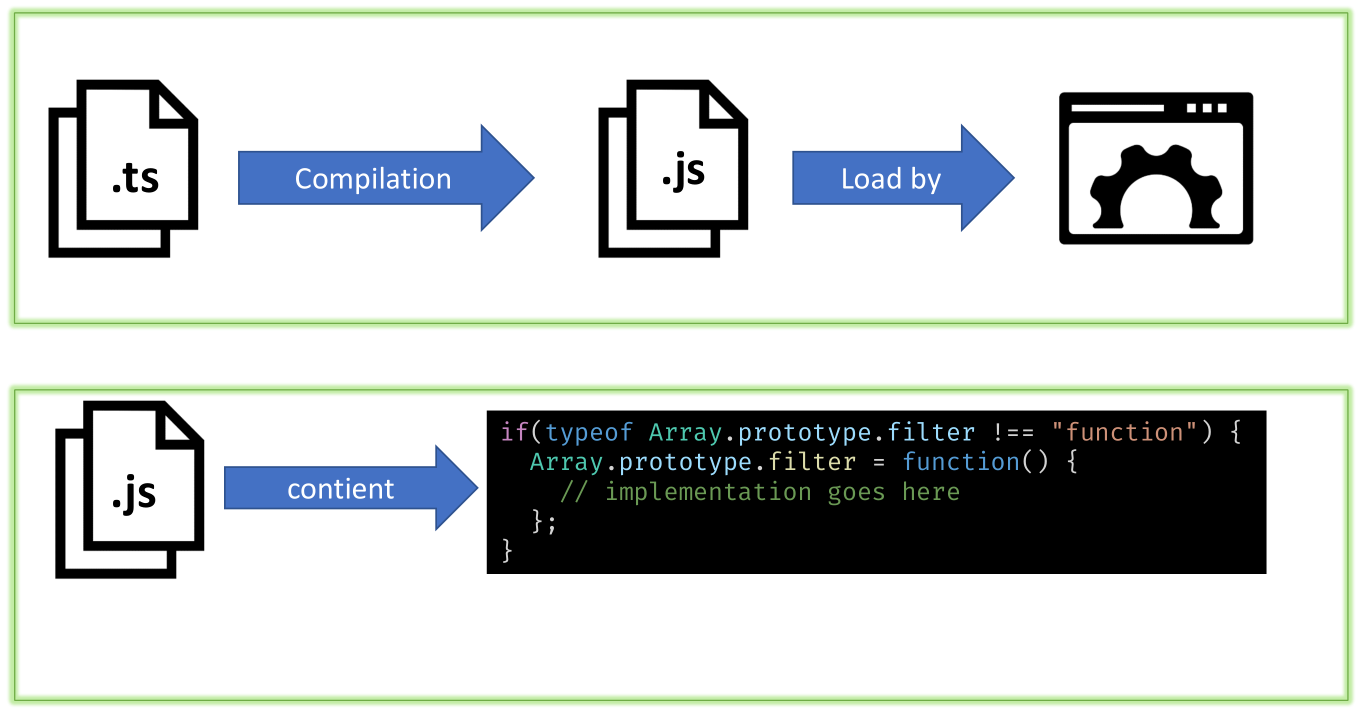 .ts
Compilation
.js
Load by
.js
contient
if(typeof Array.prototype.filter !== "function") {
  Array.prototype.filter = function() {
    // implementation goes here
  };
}